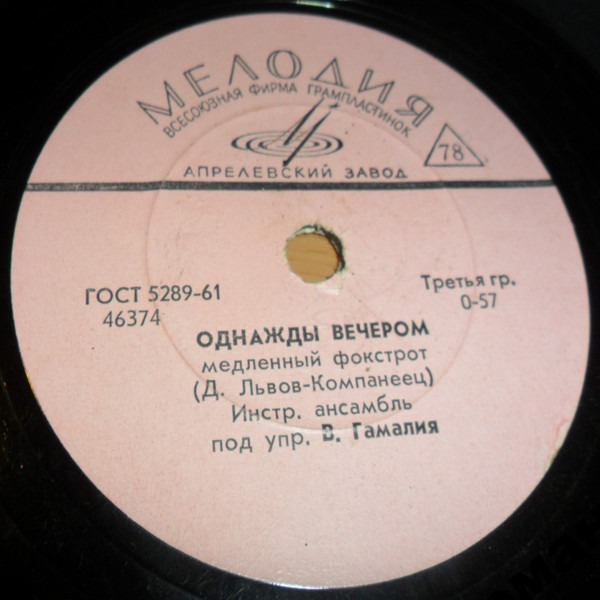 МЕЛОДИЯ
ВСЕСОЮЗНАЯ ФИРМА ГРАМПЛАСТИНОК
78
АПРЕЛЕВСКИЙ ЗАВОД
ГОСТ 5289-61
46374
Третья гр.
0-57
ОДНАЖДЫ ВЕЧЕРОМ
медленный фокстрот
(Д. Львов-Компанеец)
Инстр. ансамбль
под упр. В. Гамалия